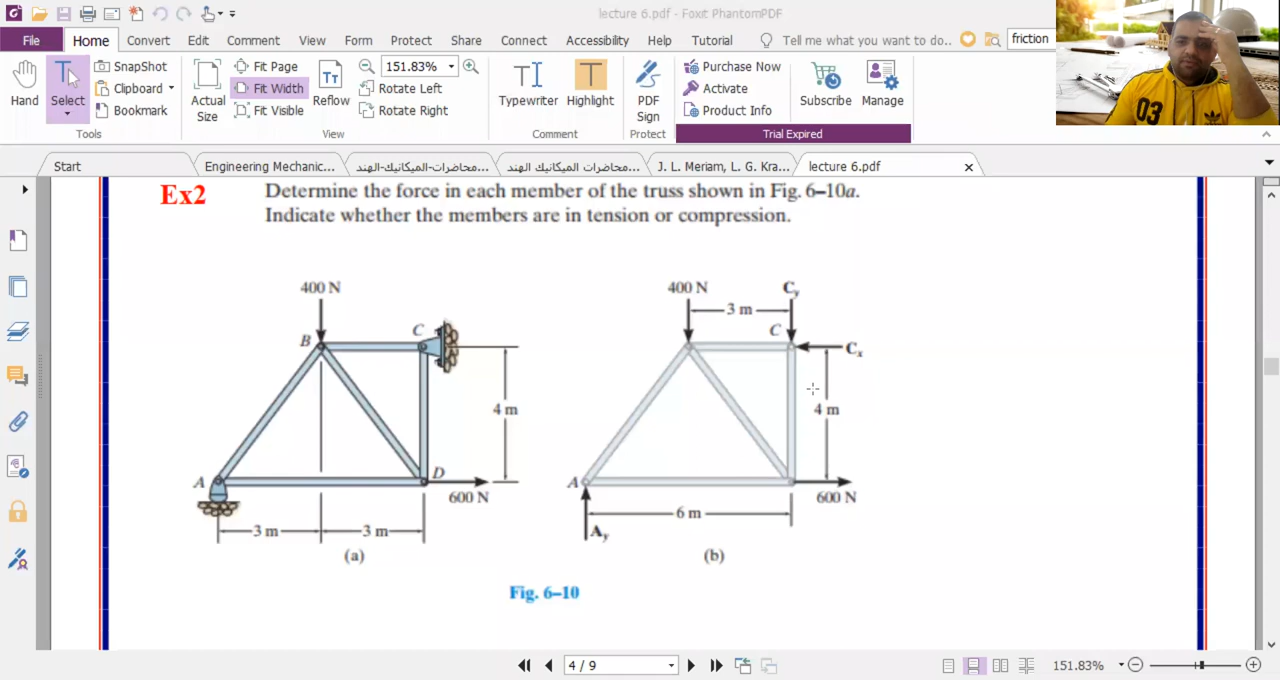 lecture 6.pdf - Foxit PhantomPDF
File Home Convert Edit Comment View Form Protect Share Connect Accessibility Help Tutorial Tell me what you want to do.. friction
Hand
Select
SnapShot
Clipboard
Bookmark
Tools
Actual Size
Fit Page
Fit Width
Fit Visible
Reflow
151.83%
Rotate Left
Rotate Right
View
Typewriter
Highlight
Comment
PDF Sign
Protect
Purchase Now
Activate
Product Info
Subscribe
Manage
Trial Expired
03
Start
Engineering Mechanic...
محاضرات-الميكانيك-الهند...
محاضرات الميكانيك الهند...
J. L. Meriam, L. G. Kra...
lecture 6.pdf
Ex2
Determine the force in each member of the truss shown in Fig. 6–10a.
Indicate whether the members are in tension or compression.
400 N
B
C
4 m
A
D
600 N
3 m
3 m
(a)
400 N
Cy
3 m
C
Cx
4 m
A
600 N
6 m
Ay
(b)
Fig. 6–10
4 / 9
151.83%